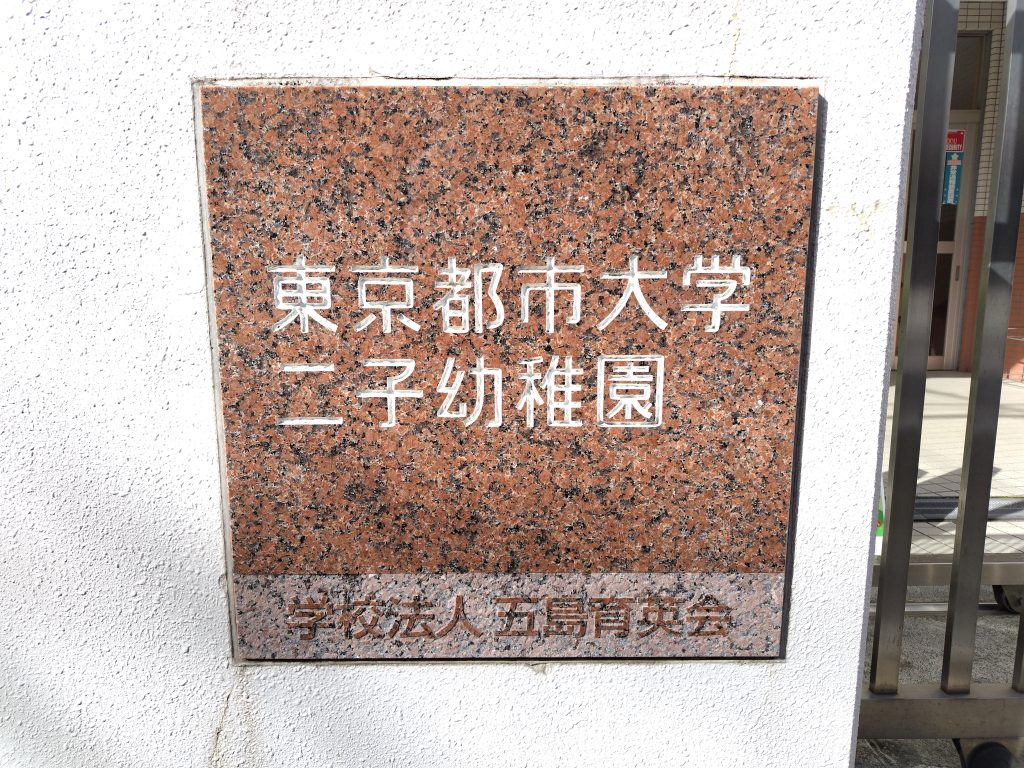 東京都市大学
二子幼稚園
学校法人 五島育英会